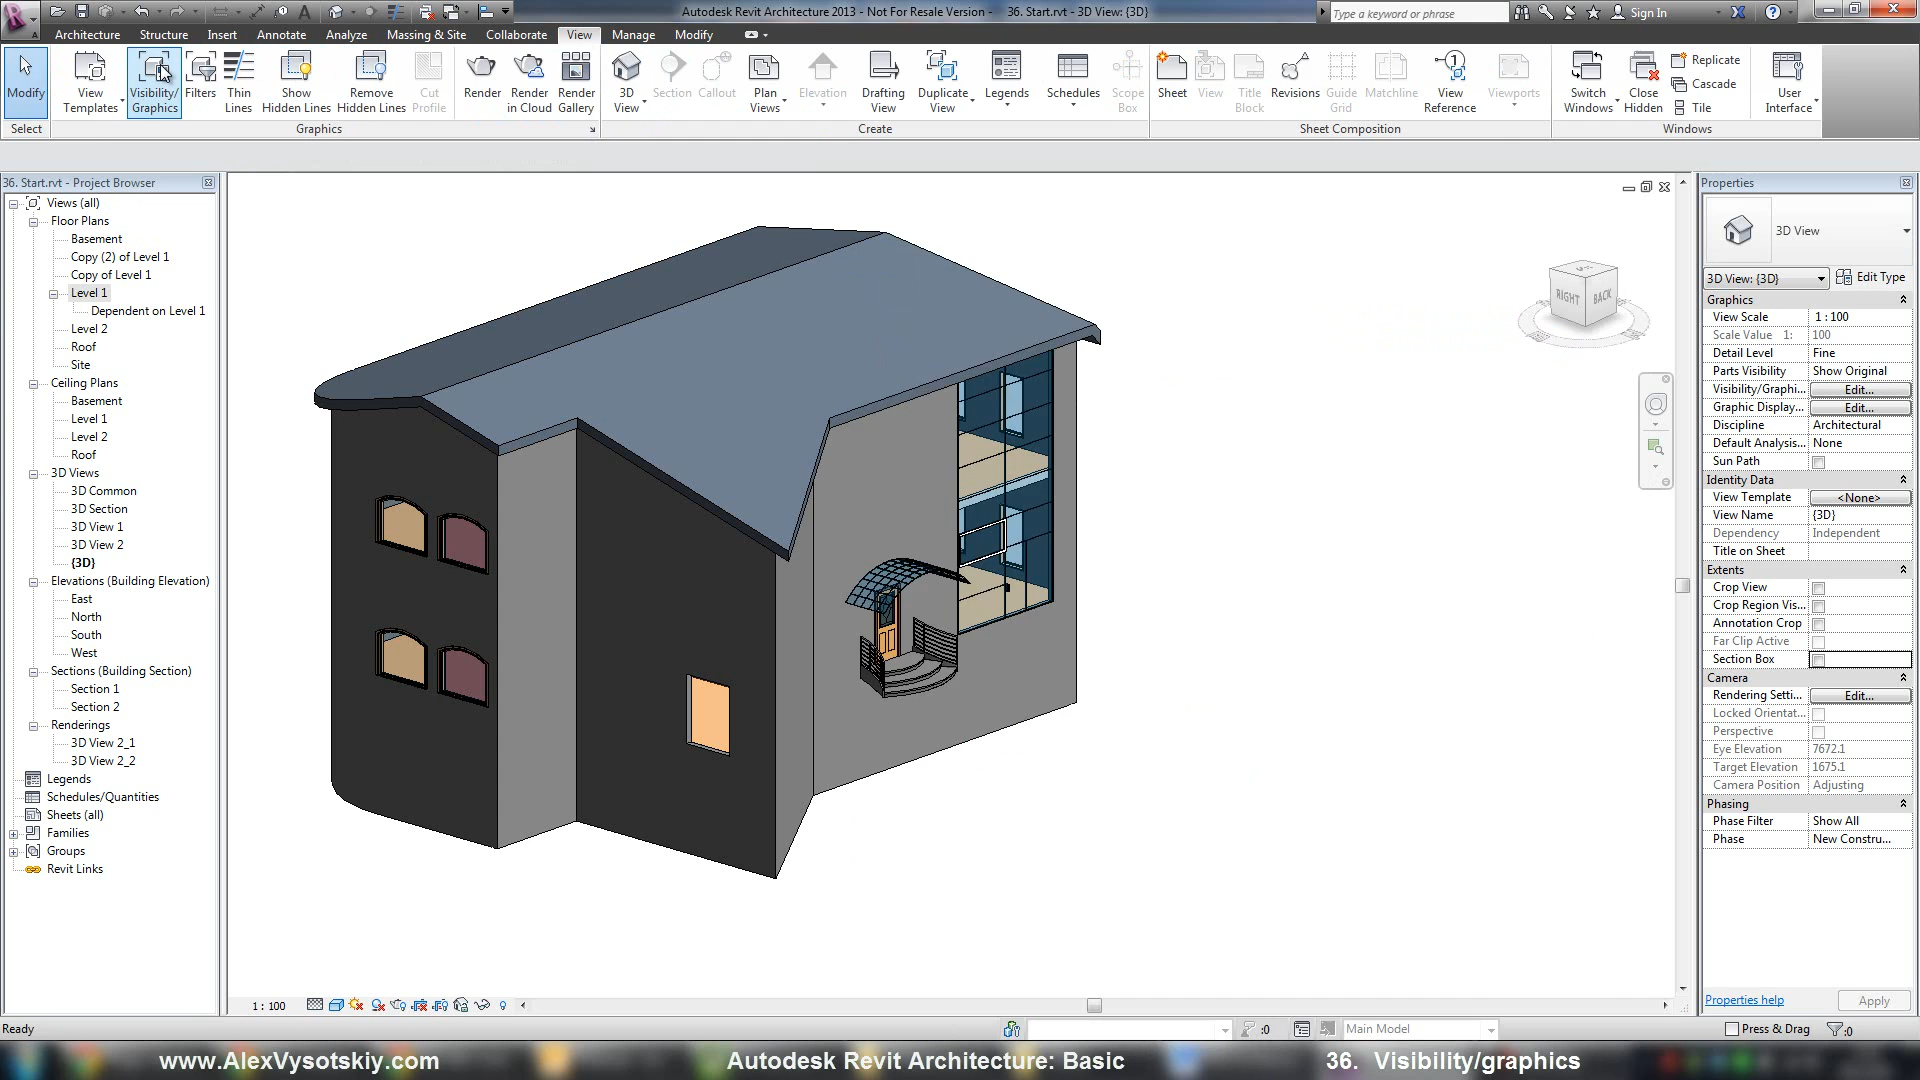 Autodesk Revit Architecture 2013 - Not For Resale Version -    36. Start.rvt - 3D View: {3D}
Type a keyword or phrase
Sign In
Architecture Structure Insert Annotate Analyze Massing & Site Collaborate View Manage Modify
Modify
View Templates
Visibility/ Graphics
Filters
Thin Lines
Show Hidden Lines
Remove Hidden Lines
Cut Profile
Render
Render in Cloud
Render Gallery
3D View
Section
Callout
Plan Views
Elevation
Drafting View
Duplicate View
Legends
Schedules
Scope Box
Sheet
View
Title Block
Revisions
Guide Grid
Matchline
View Reference
Viewports
Switch Windows
Close Hidden
Replicate
Cascade
Tile
User Interface
Select
Graphics
Create
Sheet Composition
Windows
36. Start.rvt - Project Browser
Views (all)
Floor Plans
Basement
Copy (2) of Level 1
Copy of Level 1
Level 1
Dependent on Level 1
Level 2
Roof
Site
Ceiling Plans
Basement
Level 1
Level 2
Roof
3D Views
3D Common
3D Section
3D View 1
3D View 2
{3D}
Elevations (Building Elevation)
East
North
South
West
Sections (Building Section)
Section 1
Section 2
Renderings
3D View 2_1
3D View 2_2
Legends
Schedules/Quantities
Sheets (all)
Families
Groups
Revit Links
RIGHT
BACK
Properties
3D View
3D View: {3D}
Edit Type
Graphics
View Scale 1 : 100
Scale Value 1: 100
Detail Level Fine
Parts Visibility Show Original
Visibility/Graphi... Edit...
Graphic Display... Edit...
Discipline Architectural
Default Analysis... None
Sun Path
Identity Data
View Template <None>
View Name {3D}
Dependency Independent
Title on Sheet
Extents
Crop View
Crop Region Vis...
Annotation Crop
Far Clip Active
Section Box
Camera
Rendering Setti... Edit...
Locked Orientat...
Perspective
Eye Elevation 7672.1
Target Elevation 1675.1
Camera Position Adjusting
Phasing
Phase Filter Show All
Phase New Constru...
Properties help
Apply
1 : 100
Ready
:0
Main Model
Press & Drag
:0
www.AlexVysotskiy.com
Autodesk Revit Architecture: Basic
36. Visibility/graphics